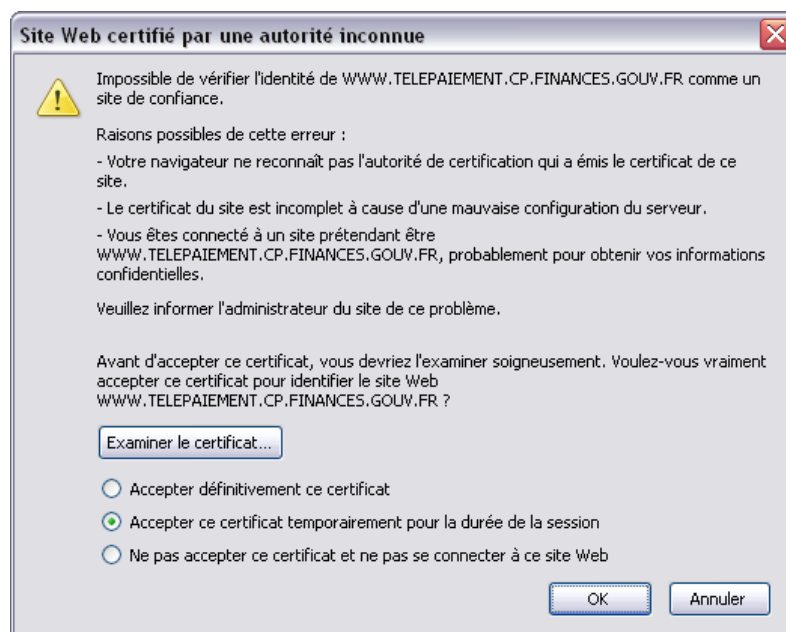 Site Web certifié par une autorité inconnue
Impossible de vérifier l'identité de WWW.TELEPAIEMENT.CP.FINANCES.GOUV.FR comme un
site de confiance.
Raisons possibles de cette erreur :
- Votre navigateur ne reconnaît pas l'autorité de certification qui a émis le certificat de ce
site.
- Le certificat du site est incomplet à cause d'une mauvaise configuration du serveur.
- Vous êtes connecté à un site prétendant être
WWW.TELEPAIEMENT.CP.FINANCES.GOUV.FR, probablement pour obtenir vos informations
confidentielles.
Veuillez informer l'administrateur du site de ce problème.
Avant d'accepter ce certificat, vous devriez l'examiner soigneusement. Voulez-vous vraiment
accepter ce certificat pour identifier le site Web
WWW.TELEPAIEMENT.CP.FINANCES.GOUV.FR ?
Examiner le certificat...
Accepter définitivement ce certificat
Accepter ce certificat temporairement pour la durée de la session
Ne pas accepter ce certificat et ne pas se connecter à ce site Web
OK Annuler